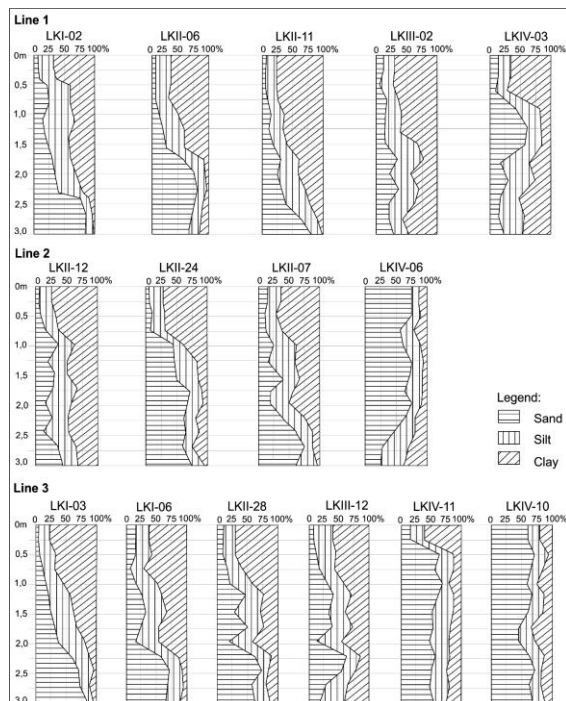 Line 1
LKI-02 LKII-06 LKII-11 LKIII-02 LKIV-03
0 25 50 75 100% 0 25 50 75 100% 0 25 50 75 100% 0 25 50 75 100% 0 25 50 75 100%
0m
0,5
1,0
1,5
2,0
2,5
3,0
Line 2
LKII-12 LKII-24 LKII-07 LKIV-06
0 25 50 75 100% 0 25 50 75 100% 0 25 50 75 100% 0 25 50 75 100%
0m
0,5
1,0
1,5
2,0
2,5
3,0
Legend:
Sand
Silt
Clay
Line 3
LKI-03 LKI-06 LKII-28 LKIII-12 LKIV-11 LKIV-10
0 25 50 75 100% 0 25 50 75 100% 0 25 50 75 100% 0 25 50 75 100% 0 25 50 75 100% 0 25 50 75 100%
0m
0,5
1,0
1,5
2,0
2,5
3,0